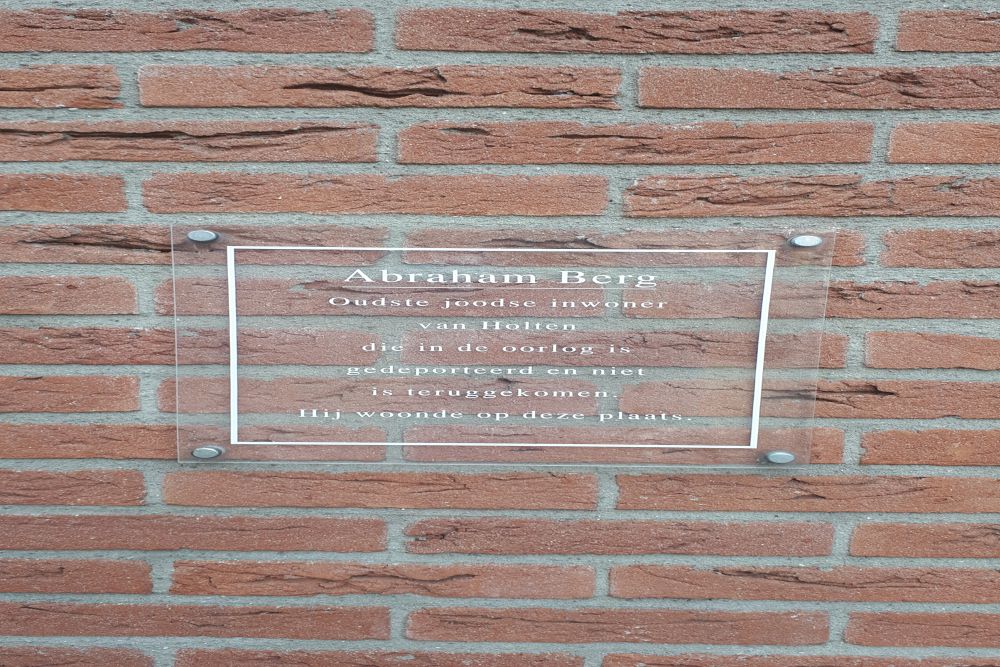 Abraham Berg
Oudste joodse inwoner
van Holten
die in de oorlog is
gedeporteerd en niet
is teruggekomen.
Hij woonde op deze plaats.